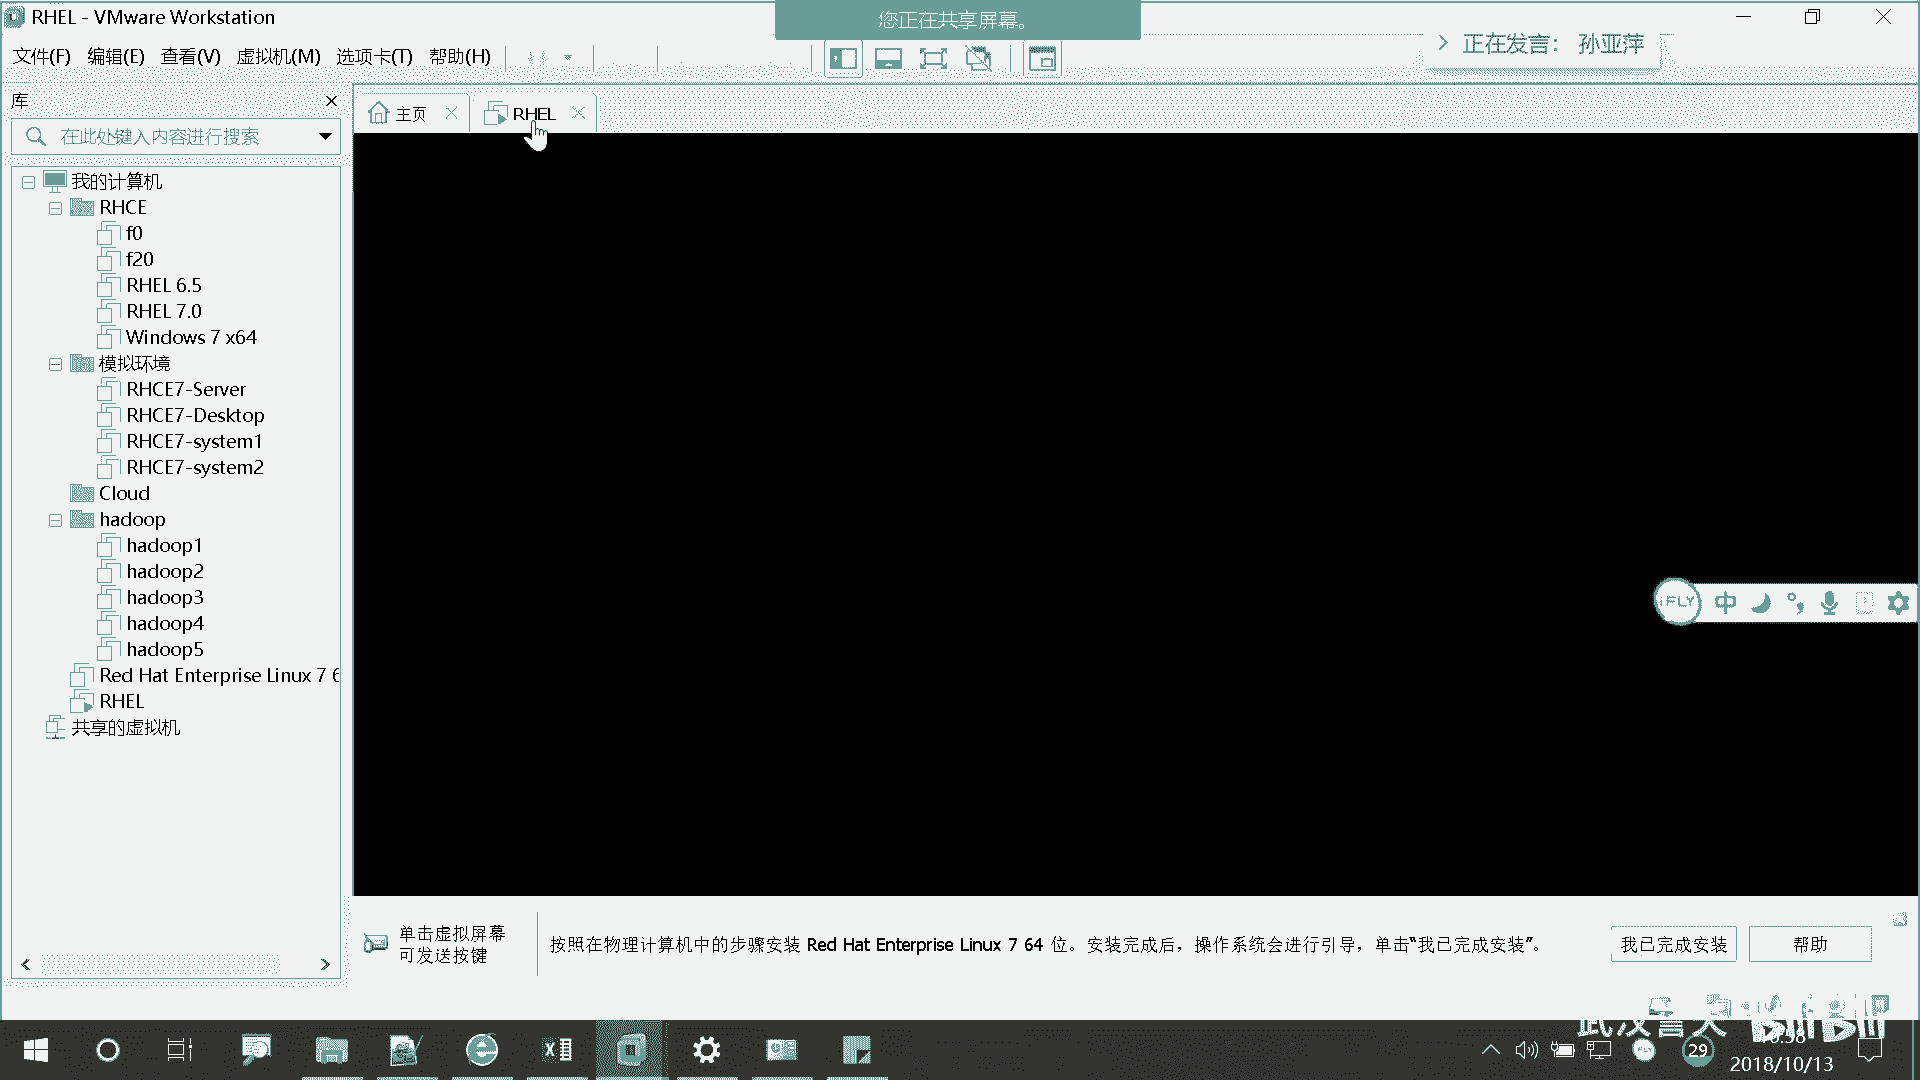 RHEL - VMware Workstation
您正在共享屏幕。
正在发言： 孙亚萍
文件(F) 编辑(E) 查看(V) 虚拟机(M) 选项卡(T) 帮助(H)
库
主页
RHEL
在此处键入内容进行搜索
我的计算机
RHCE
f0
f20
RHEL 6.5
RHEL 7.0
Windows 7 x64
模拟环境
RHCE7-Server
RHCE7-Desktop
RHCE7-system1
RHCE7-system2
Cloud
hadoop
hadoop1
hadoop2
hadoop3
hadoop4
hadoop5
Red Hat Enterprise Linux 7 6
RHEL
共享的虚拟机
iFLY 中
单击虚拟屏幕
可发送按键
按照在物理计算机中的步骤安装 Red Hat Enterprise Linux 7 64 位。安装完成后，操作系统会进行引导，单击“我已完成安装”。
我已完成安装
帮助
29
2018/10/13